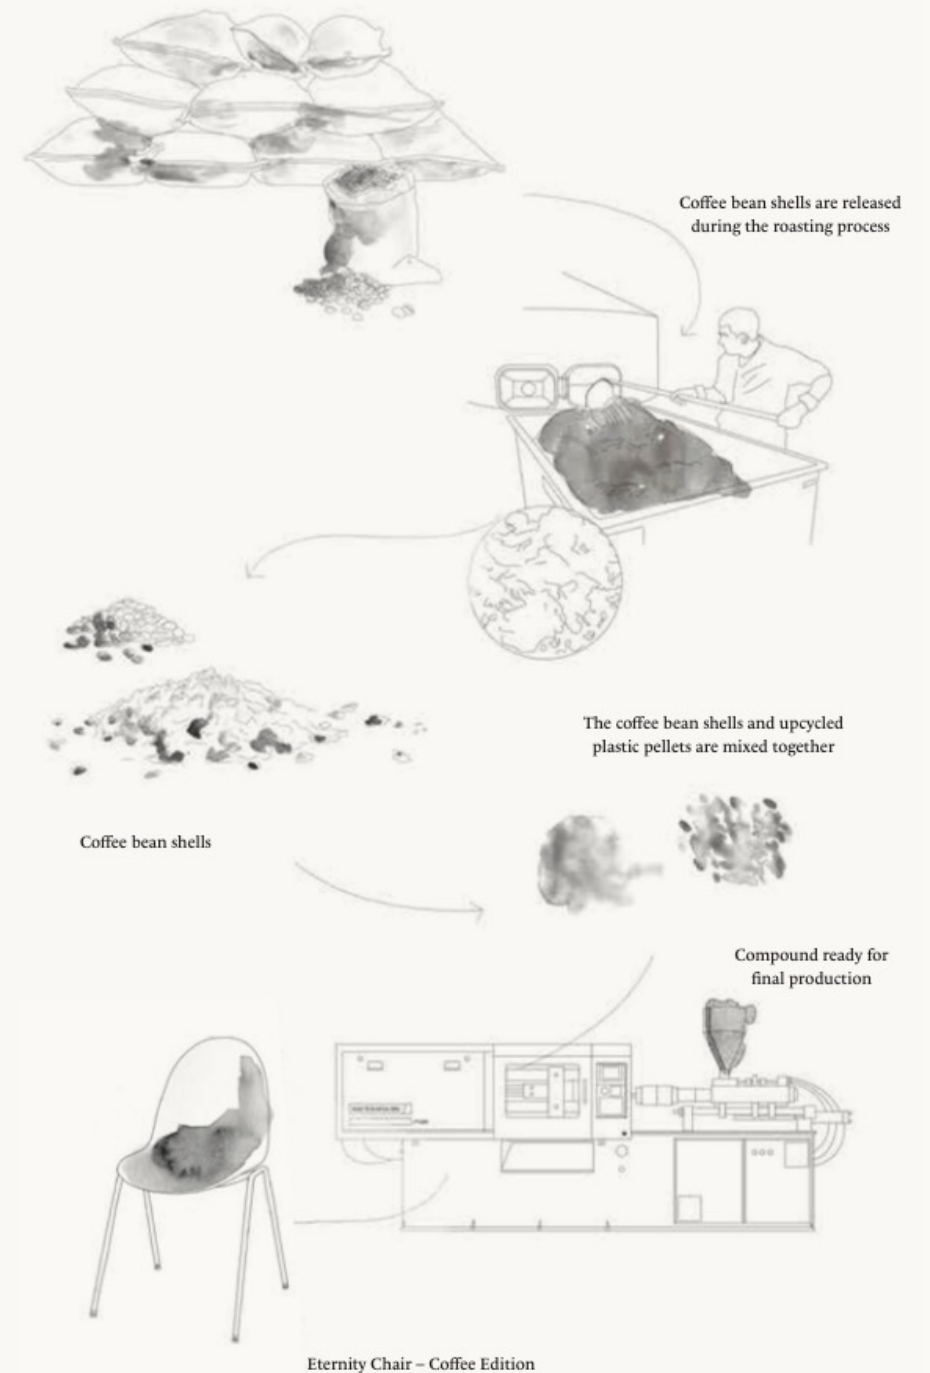 Coffee bean shells are released
during the roasting process
The coffee bean shells and upcycled
plastic pellets are mixed together
Coffee bean shells
Compound ready for
final production
Eternity Chair – Coffee Edition